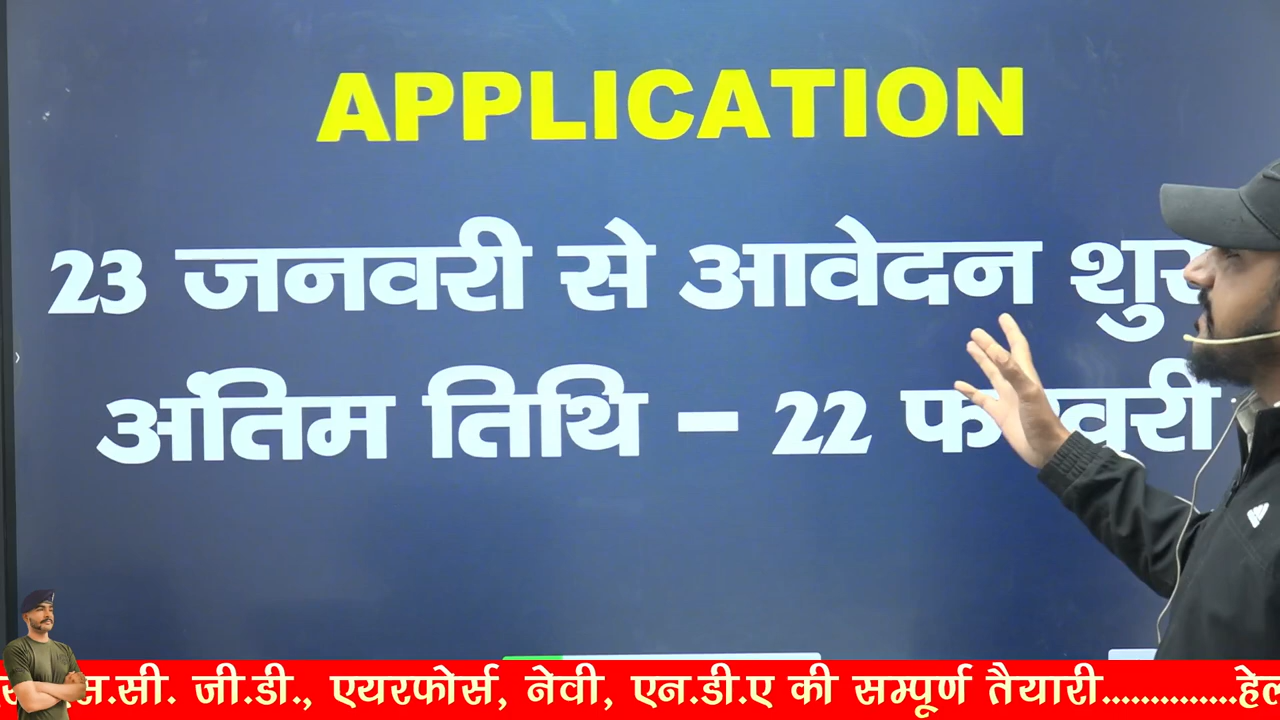 APPLICATION
23 जनवरी से आवेदन
अंतिम तिथि – 22
स.सी. जी.डी., एयरफोर्स, नेवी, एन.डी.ए की सम्पूर्ण तैयारी..............हेल